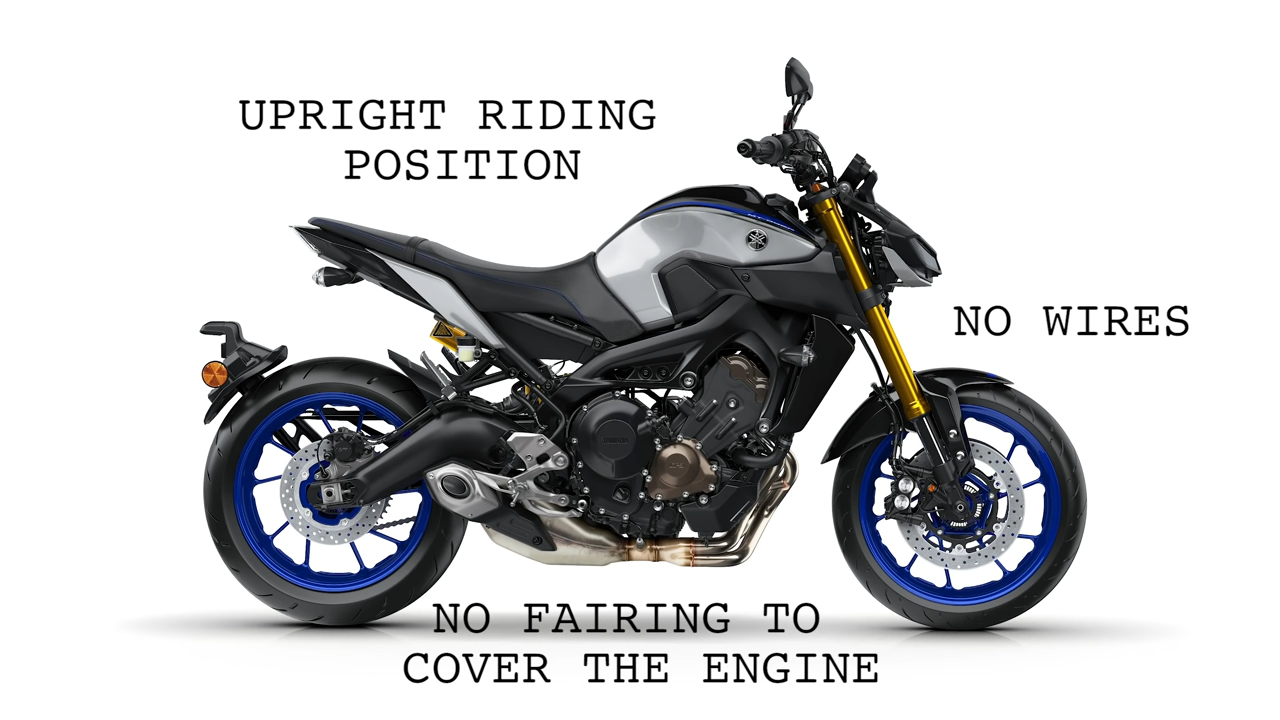 UPRIGHT RIDING
POSITION
NO WIRES
NO FAIRING TO
COVER THE ENGINE